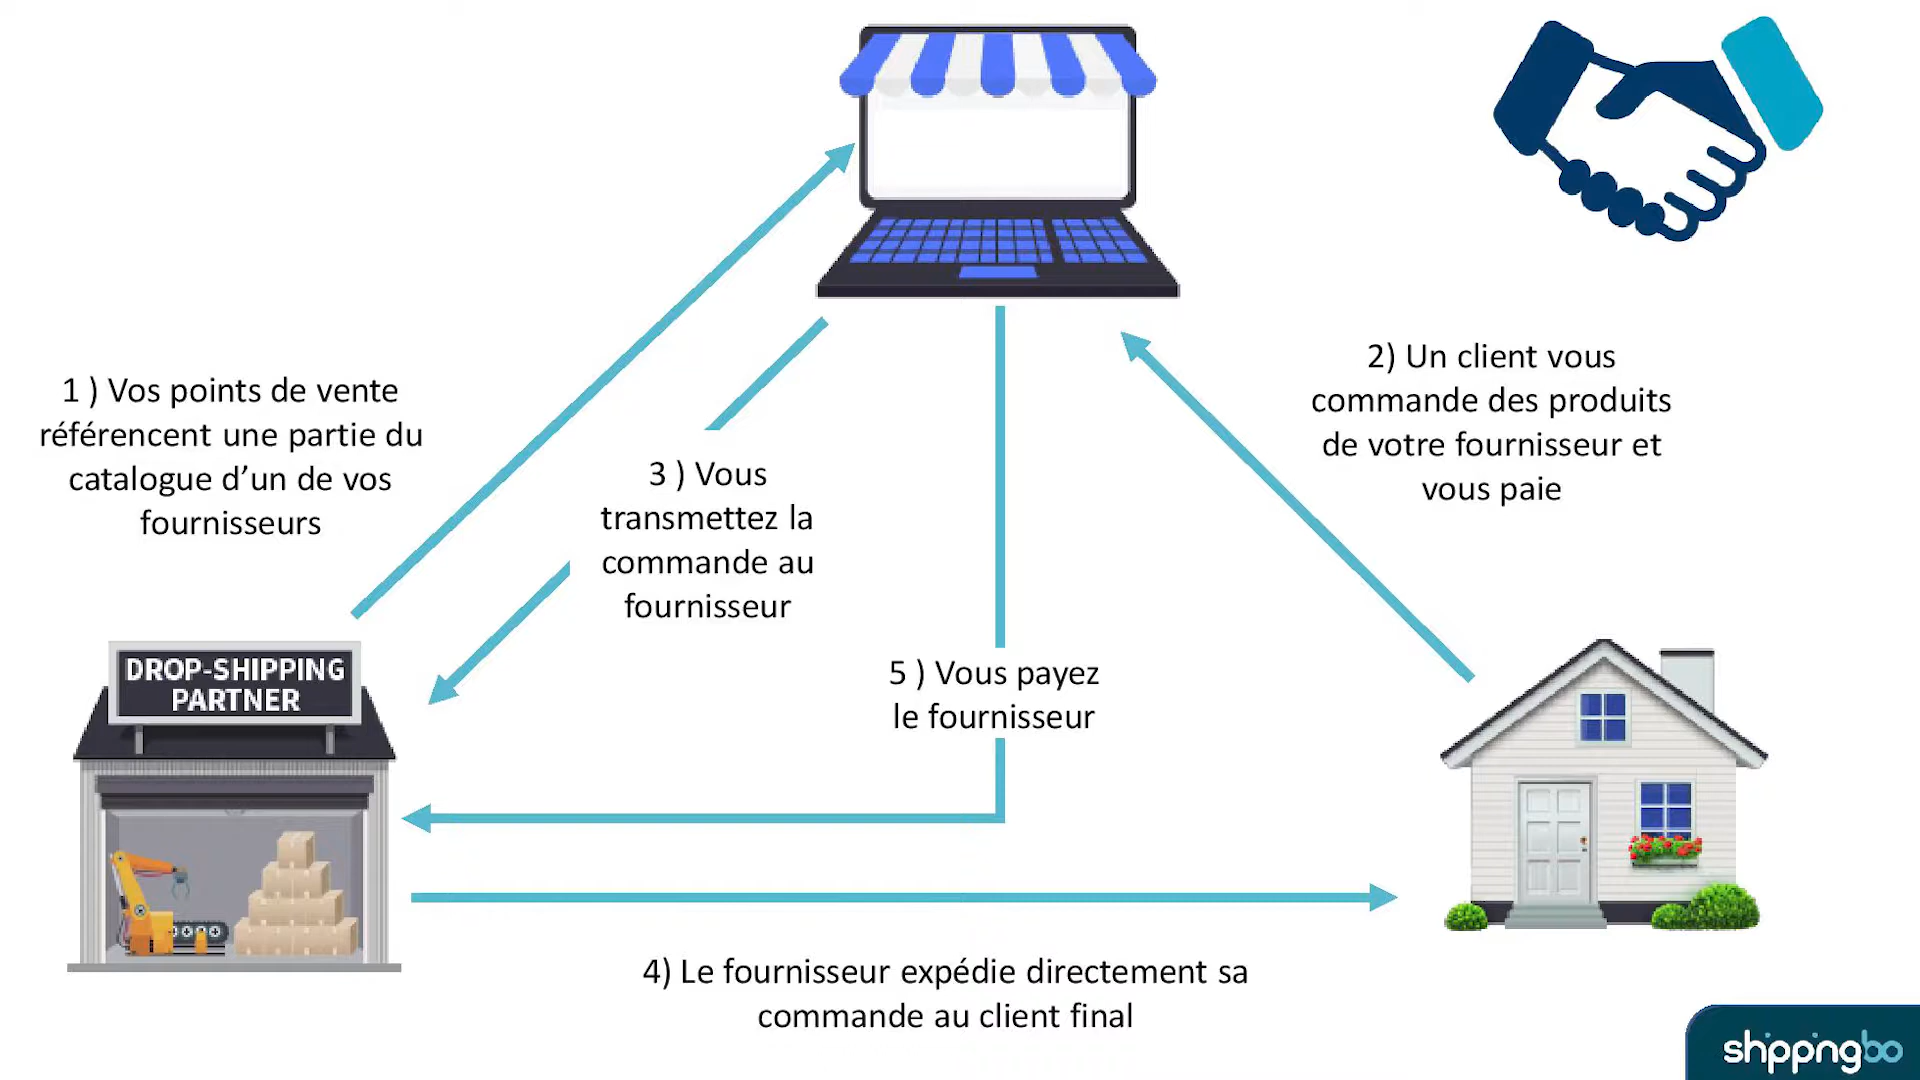 1 ) Vos points de vente
référencent une partie du
catalogue d’un de vos
fournisseurs
2) Un client vous
commande des produits
de votre fournisseur et
vous paie
3 ) Vous
transmettez la
commande au
fournisseur
5 ) Vous payez
le fournisseur
DROP-SHIPPING
PARTNER
4) Le fournisseur expédie directement sa
commande au client final
shippingbo